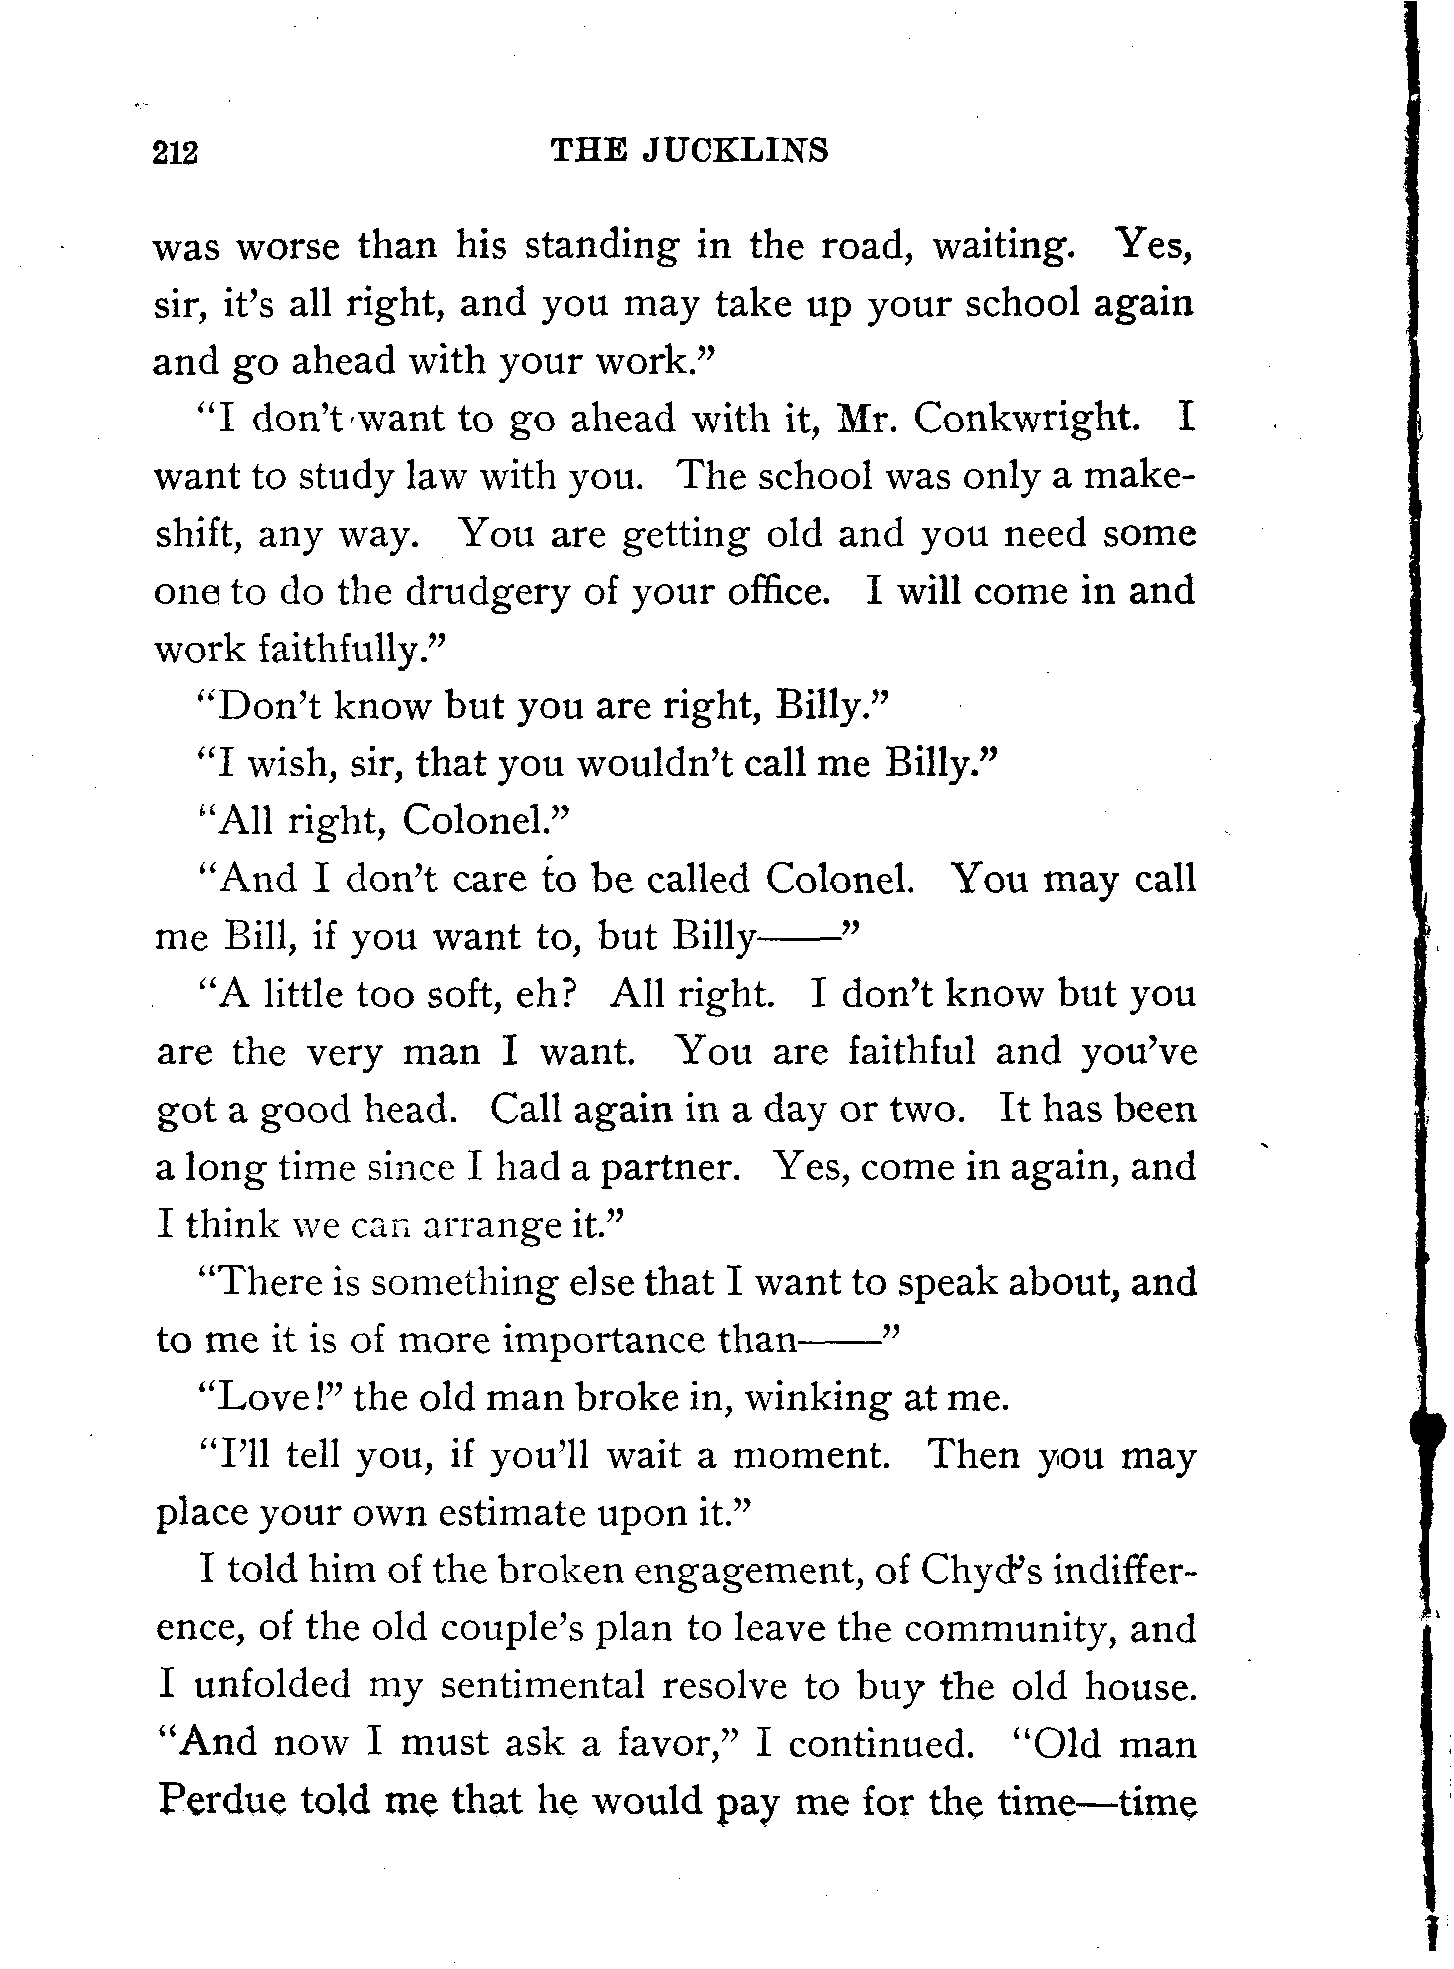 212 THE JUCKLINS
was worse than his standing in the road, waiting. Yes,
sir, it's all right, and you may take up your school again
and go ahead with your work.”
“I don't want to go ahead with it, Mr. Conkwright. I
want to study law with you. The school was only a make-
shift, any way. You are getting old and you need some
one to do the drudgery of your office. I will come in and
work faithfully.”
“Don't know but you are right, Billy.”
“I wish, sir, that you wouldn't call me Billy.”
“All right, Colonel.”
“And I don't care to be called Colonel. You may call
me Bill, if you want to, but Billy——”
“A little too soft, eh? All right. I don't know but you
are the very man I want. You are faithful and you've
got a good head. Call again in a day or two. It has been
a long time since I had a partner. Yes, come in again, and
I think we can arrange it.”
“There is something else that I want to speak about, and
to me it is of more importance than——”
“Love!” the old man broke in, winking at me.
“I'll tell you, if you'll wait a moment. Then you may
place your own estimate upon it.”
I told him of the broken engagement, of Chyd's indiffer-
ence, of the old couple's plan to leave the community, and
I unfolded my sentimental resolve to buy the old house.
“And now I must ask a favor,” I continued. “Old man
Perdue told me that he would pay me for the time—time